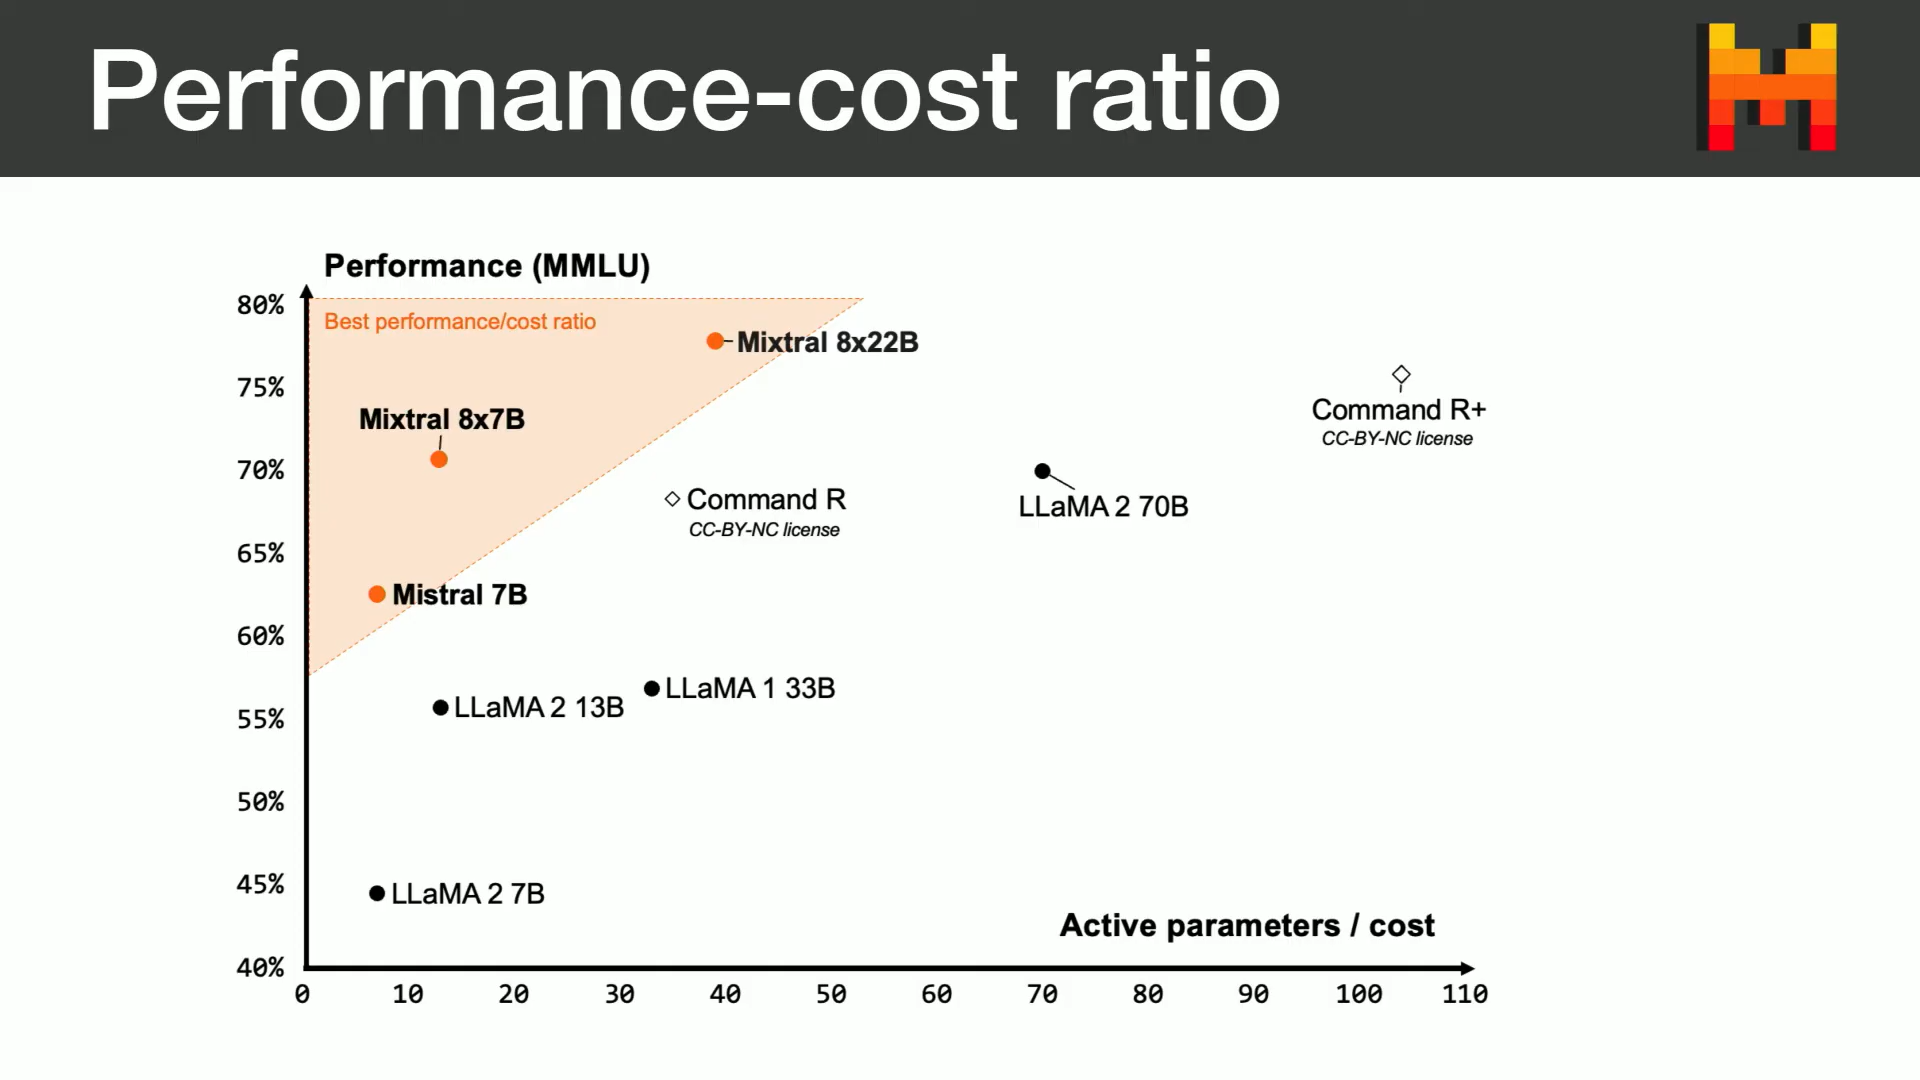 Performance-cost ratio
Performance (MMLU)
80%
Best performance/cost ratio
Mixtral 8x22B
75%
Command R+
CC-BY-NC license
Mixtral 8x7B
70%
LLaMA 2 70B
Command R
CC-BY-NC license
65%
Mistral 7B
60%
LLaMA 1 33B
LLaMA 2 13B
55%
50%
45%
LLaMA 2 7B
Active parameters / cost
40%
0 10 20 30 40 50 60 70 80 90 100 110